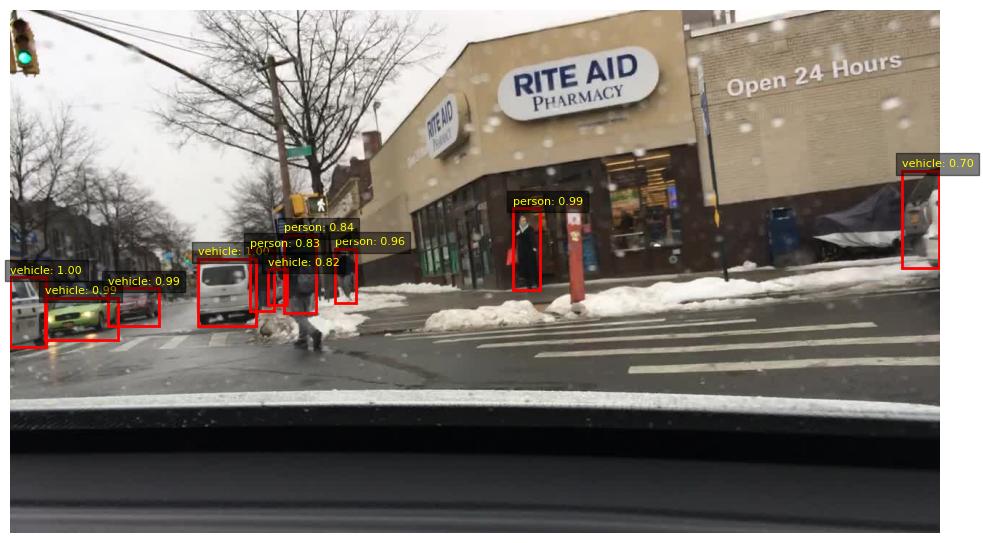 RITE AID
PHARMACY
RITE AID
PHARMACY
Open 24 Hours
vehicle: 0.70
person: 0.99
person: 0.84
person: 0.83
person: 0.96
vehicle: 1.00
vehicle: 0.82
vehicle: 1.00
vehicle: 0.99
vehicle: 0.99